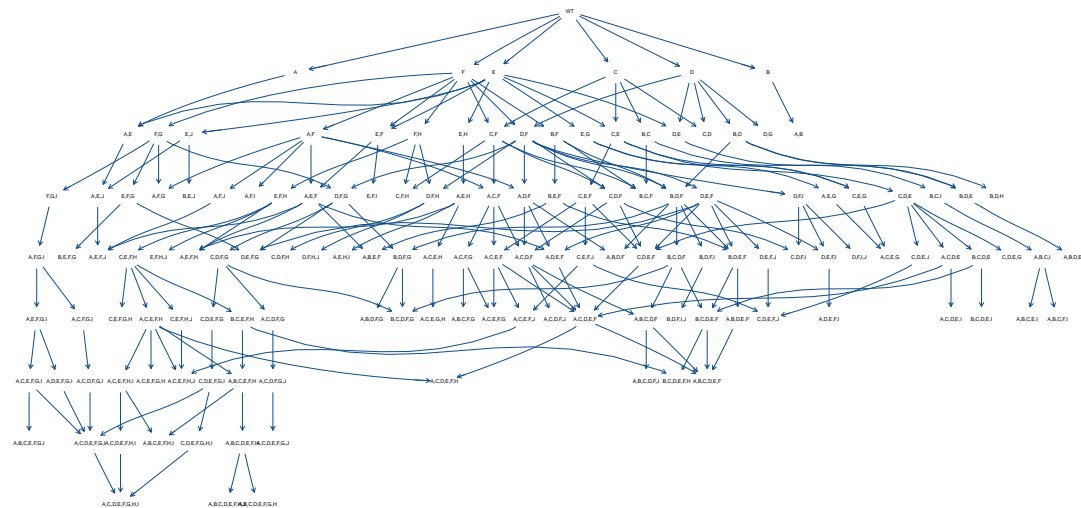 WT
A F E C D B
A,E F,G E,J A,F E,F F,H E,H C,F D,F B,F E,G C,E B,C D,E C,D B,D D,G A,B
F,G,I A,E,J E,F,G A,F,G B,E,J A,F,J A,F,I E,F,H A,E,F D,F,G E,F,I C,F,H D,F,H A,E,H A,C,F A,D,F B,E,F C,E,F C,D,F B,C,F B,D,F D,E,F D,F,I A,E,G C,E,G C,D,E B,C,I B,D,E B,D,H
A,F,G,I B,E,F,G A,E,F,J C,E,F,H E,F,H,J A,E,F,H C,D,F,G D,E,F,G C,D,F,H D,F,H,J A,E,H,I A,B,E,F B,D,F,G A,C,E,H A,C,F,G A,C,E,F A,C,D,F A,D,E,F C,E,F,J A,B,D,F C,D,E,F B,C,D,F B,D,F,I B,D,E,F D,E,F,J C,D,F,I D,E,F,I D,F,I,J A,C,E,G C,D,E,J A,C,D,E B,C,D,E C,D,E,G A,B,C,I A,B,D,E
A,E,F,G,I A,C,F,G,I C,E,F,G,H A,C,E,F,H C,E,F,H,J C,D,E,F,G B,C,E,F,H A,C,D,F,G A,B,D,F,G B,C,D,F,G A,C,E,G,H A,B,C,F,G A,C,E,F,G A,C,E,F,J A,C,D,F,J A,C,D,E,F A,B,C,D,F B,D,F,I,J B,C,D,E,F A,B,D,E,F C,D,E,F,J A,D,E,F,I A,C,D,E,I B,C,D,E,I A,B,C,E,I A,B,C,F,I
A,C,E,F,G,I A,D,E,F,G,I A,C,D,F,G,I A,C,E,F,H,I A,C,E,F,G,H A,C,E,F,H,J C,D,E,F,G,I A,B,C,E,F,H A,C,D,F,G,J A,C,D,E,F,H A,B,C,D,F,J B,C,D,E,F,H A,B,C,D,E,F
A,B,C,E,F,G,I A,C,D,E,F,G,I A,C,D,E,F,H,I A,B,C,E,F,H,I C,D,E,F,G,H,I A,B,C,D,E,F,H A,C,D,E,F,G,J
A,C,D,E,F,G,H,I A,B,C,D,E,F,G,H